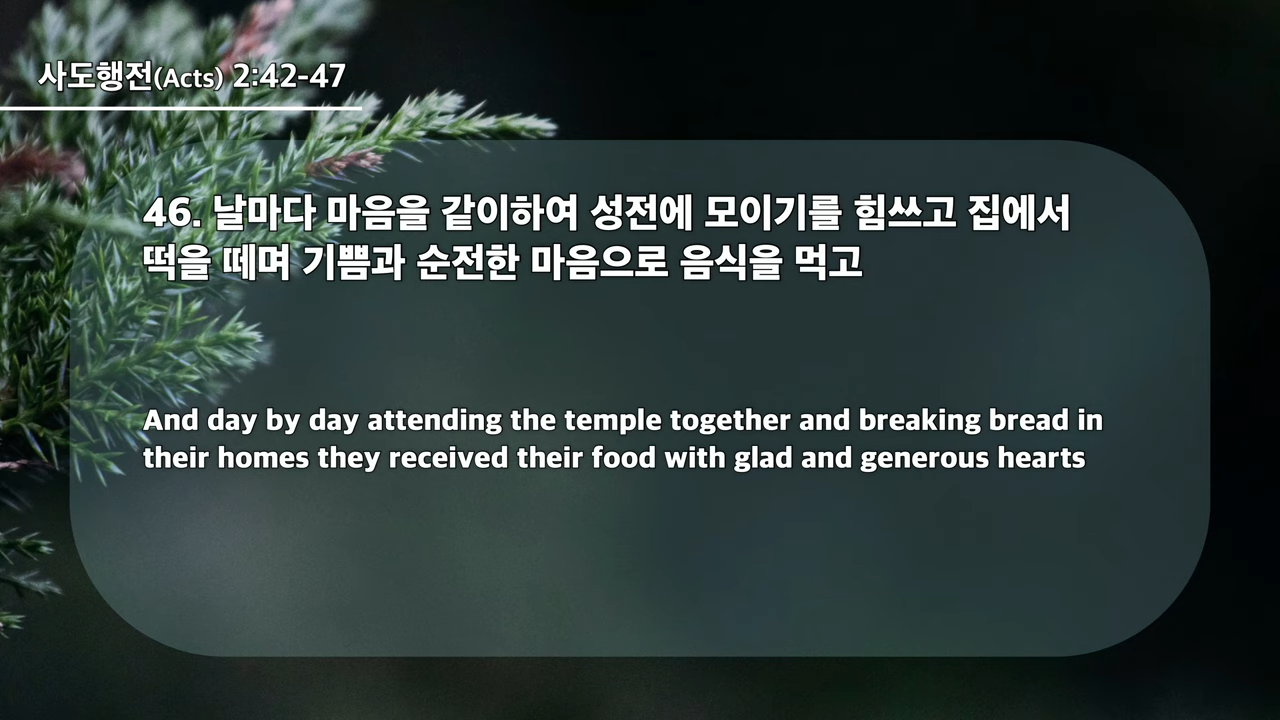 사도행전(Acts) 2:42-47
46. 날마다 마음을 같이하여 성전에 모이기를 힘쓰고 집에서
떡을 떼며 기쁨과 순전한 마음으로 음식을 먹고
And day by day attending the temple together and breaking bread in
their homes they received their food with glad and generous hearts